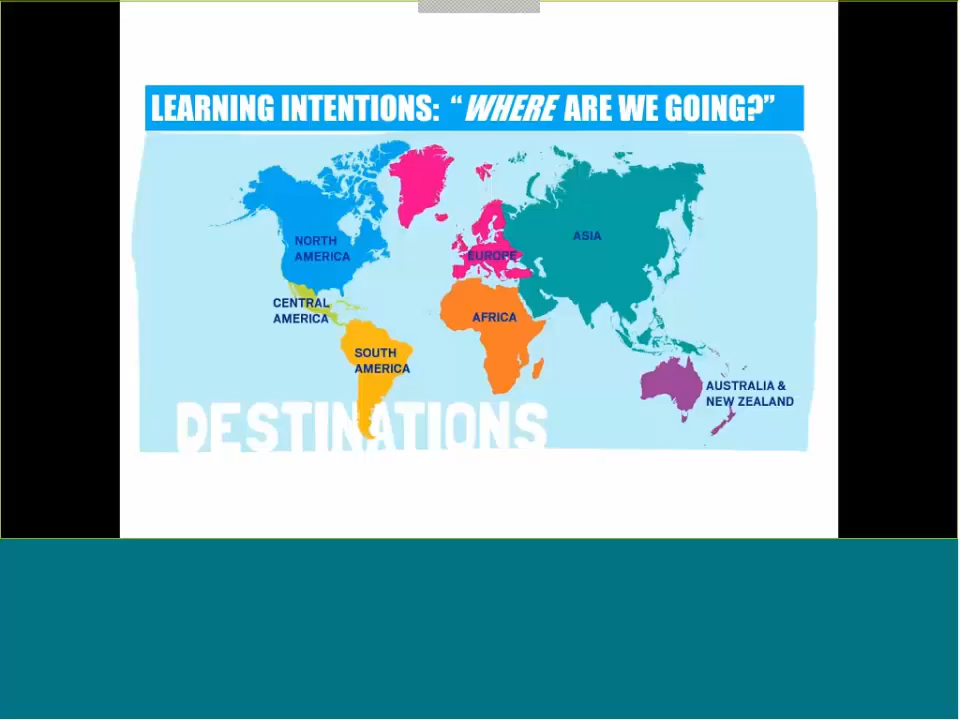 LEARNING INTENTIONS: “WHERE ARE WE GOING?”
NORTH
AMERICA
ASIA
EUROPE
CENTRAL
AMERICA
AFRICA
SOUTH
AMERICA
AUSTRALIA &
NEW ZEALAND
DESTINATIONS